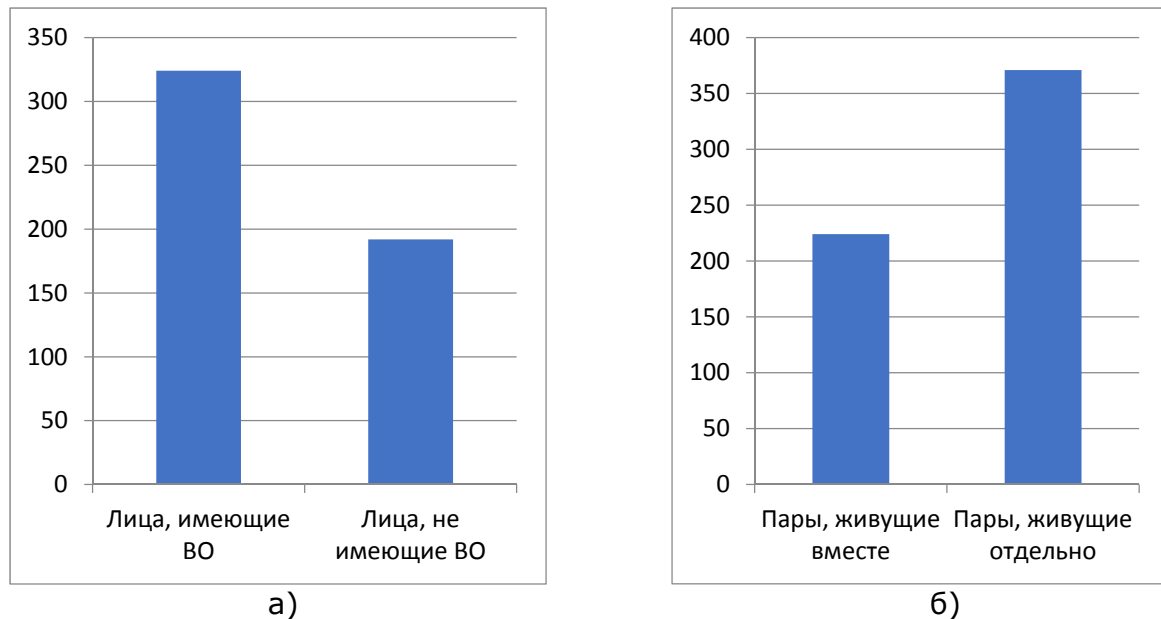 350
300
250
200
150
100
50
0
Лица, имеющие
ВО
Лица, не
имеющие ВО
а)
400
350
300
250
200
150
100
50
0
Пары, живущие
вместе
Пары, живущие
отдельно
б)